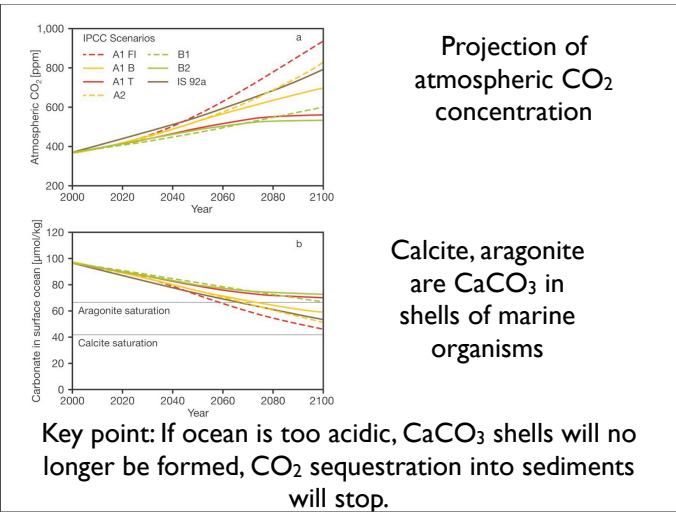 Projection of
atmospheric CO₂
concentration
IPCC Scenarios
a
A1 FI
B1
A1 B
B2
A1 T
IS 92a
A2
Atmospheric CO₂ [ppm]
1,000
800
600
400
200
2000 2020 2040 2060 2080 2100
Year
Calcite, aragonite
are CaCO₃ in
shells of marine
organisms
b
Carbonate in surface ocean [µmol/kg]
120
100
80
60
40
20
0
Aragonite saturation
Calcite saturation
2000 2020 2040 2060 2080 2100
Year
Key point: If ocean is too acidic, CaCO₃ shells will no
longer be formed, CO₂ sequestration into sediments
will stop.